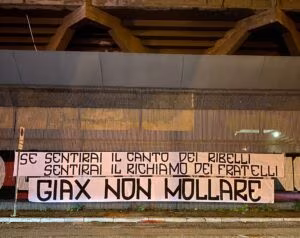 SE SENTIRAI IL CANTO DEI RIBELLI
SENTIRAI IL RICHIAMO DEI FRATELLI
GIAX NON MOLLARE